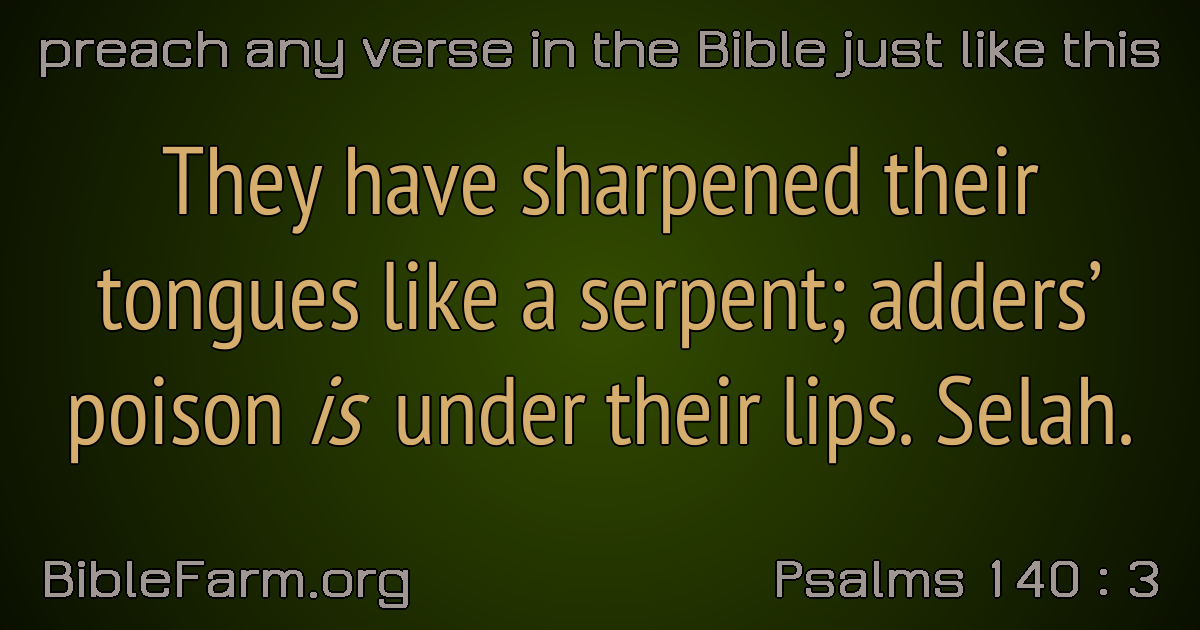 preach any verse in the Bible just like this
They have sharpened their
tongues like a serpent; adders’
poison is under their lips. Selah.
BibleFarm.org
Psalms 140 : 3